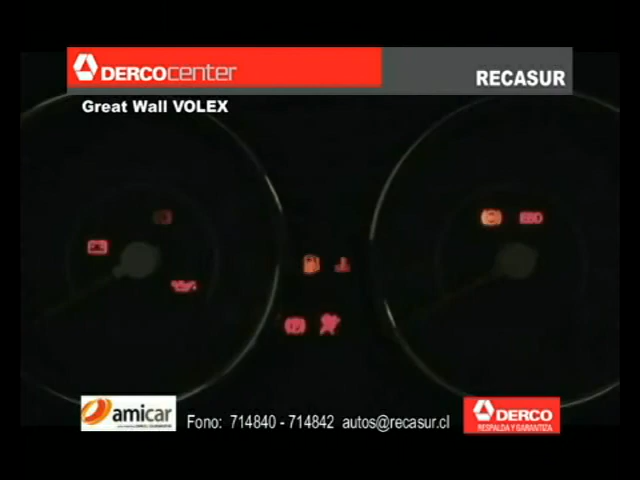 DERCOCENTER
RECASUR
Great Wall VOLEX
amicar
Fono: 714840 - 714842 autos@recasur.cl
DERCO
RESPALDA Y GARANTIZA